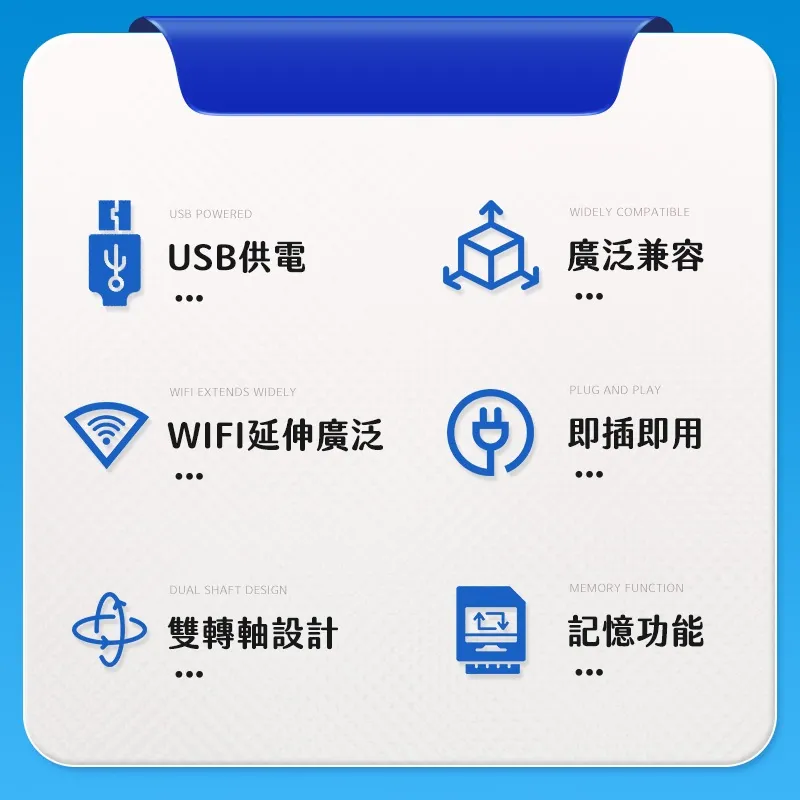 USB POWERED
USB供電
•••
WIDELY COMPATIBLE
廣泛兼容
•••
WIFI EXTENDS WIDELY
WIFI延伸廣泛
•••
PLUG AND PLAY
即插即用
•••
DUAL SHAFT DESIGN
雙轉軸設計
•••
MEMORY FUNCTION
記憶功能
•••